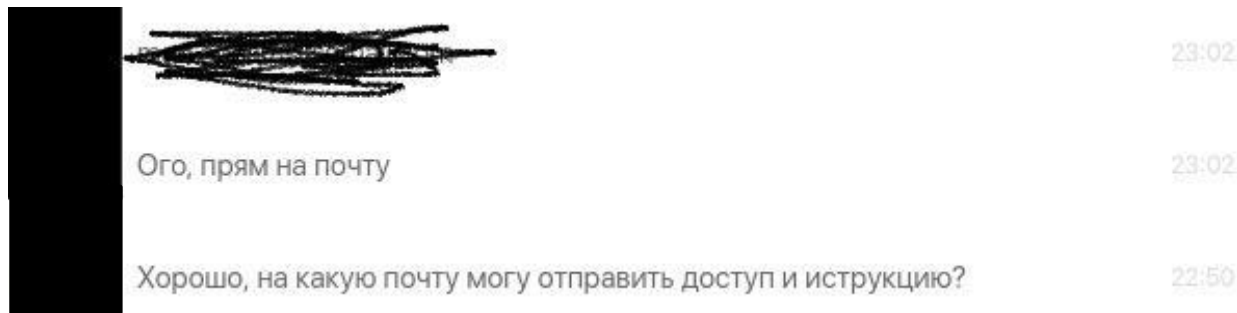 23:02
Ого, прям на почту 23:02
Хорошо, на какую почту могу отправить доступ и иструкцию? 22:50